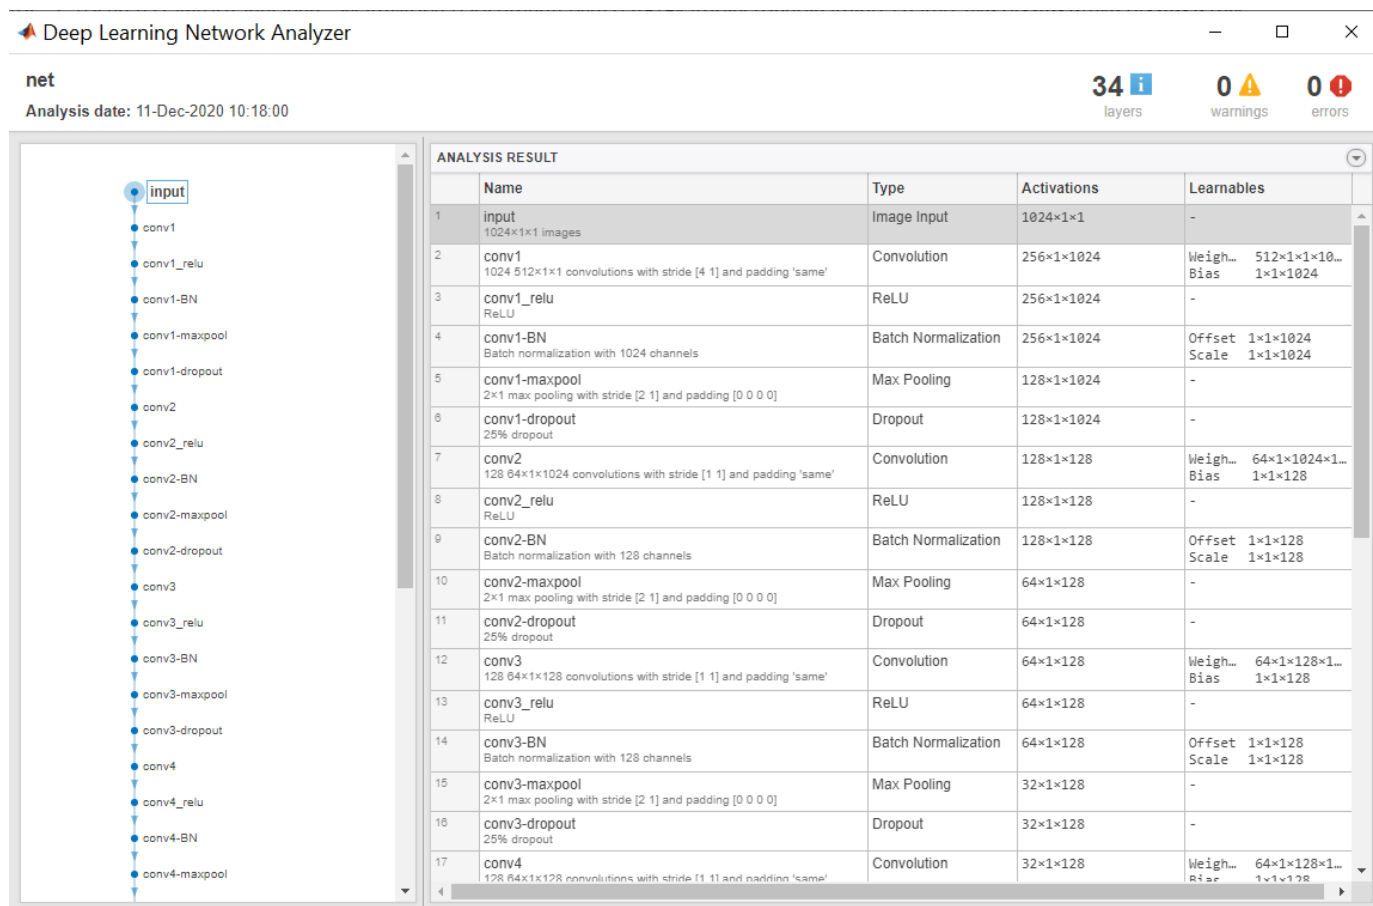 Deep Learning Network Analyzer
net
Analysis date: 11-Dec-2020 10:18:00
34 i
layers
0
warnings
0
errors
input
conv1
conv1_relu
conv1-BN
conv1-maxpool
conv1-dropout
conv2
conv2_relu
conv2-BN
conv2-maxpool
conv2-dropout
conv3
conv3_relu
conv3-BN
conv3-maxpool
conv3-dropout
conv4
conv4_relu
conv4-BN
conv4-maxpool
ANALYSIS RESULT
Name Type Activations Learnables
1 input Image Input 1024×1×1 -
1024×1×1 images
2 conv1 Convolution 256×1×1024 Weigh… 512×1×1×10…
1024 512×1×1 convolutions with stride [4 1] and padding 'same' Bias 1×1×1024
3 conv1_relu ReLU 256×1×1024 -
ReLU
4 conv1-BN Batch Normalization 256×1×1024 Offset 1×1×1024
Batch normalization with 1024 channels Scale 1×1×1024
5 conv1-maxpool Max Pooling 128×1×1024 -
2×1 max pooling with stride [2 1] and padding [0 0 0 0]
6 conv1-dropout Dropout 128×1×1024 -
25% dropout
7 conv2 Convolution 128×1×128 Weigh… 64×1×1024×1…
128 64×1×1024 convolutions with stride [1 1] and padding 'same' Bias 1×1×128
8 conv2_relu ReLU 128×1×128 -
ReLU
9 conv2-BN Batch Normalization 128×1×128 Offset 1×1×128
Batch normalization with 128 channels Scale 1×1×128
10 conv2-maxpool Max Pooling 64×1×128 -
2×1 max pooling with stride [2 1] and padding [0 0 0 0]
11 conv2-dropout Dropout 64×1×128 -
25% dropout
12 conv3 Convolution 64×1×128 Weigh… 64×1×128×1…
128 64×1×128 convolutions with stride [1 1] and padding 'same' Bias 1×1×128
13 conv3_relu ReLU 64×1×128 -
ReLU
14 conv3-BN Batch Normalization 64×1×128 Offset 1×1×128
Batch normalization with 128 channels Scale 1×1×128
15 conv3-maxpool Max Pooling 32×1×128 -
2×1 max pooling with stride [2 1] and padding [0 0 0 0]
16 conv3-dropout Dropout 32×1×128 -
25% dropout
17 conv4 Convolution 32×1×128 Weigh… 64×1×128×1…
128 64×1×128 convolutions with stride [1 1] and padding 'same' Bias 1×1×128